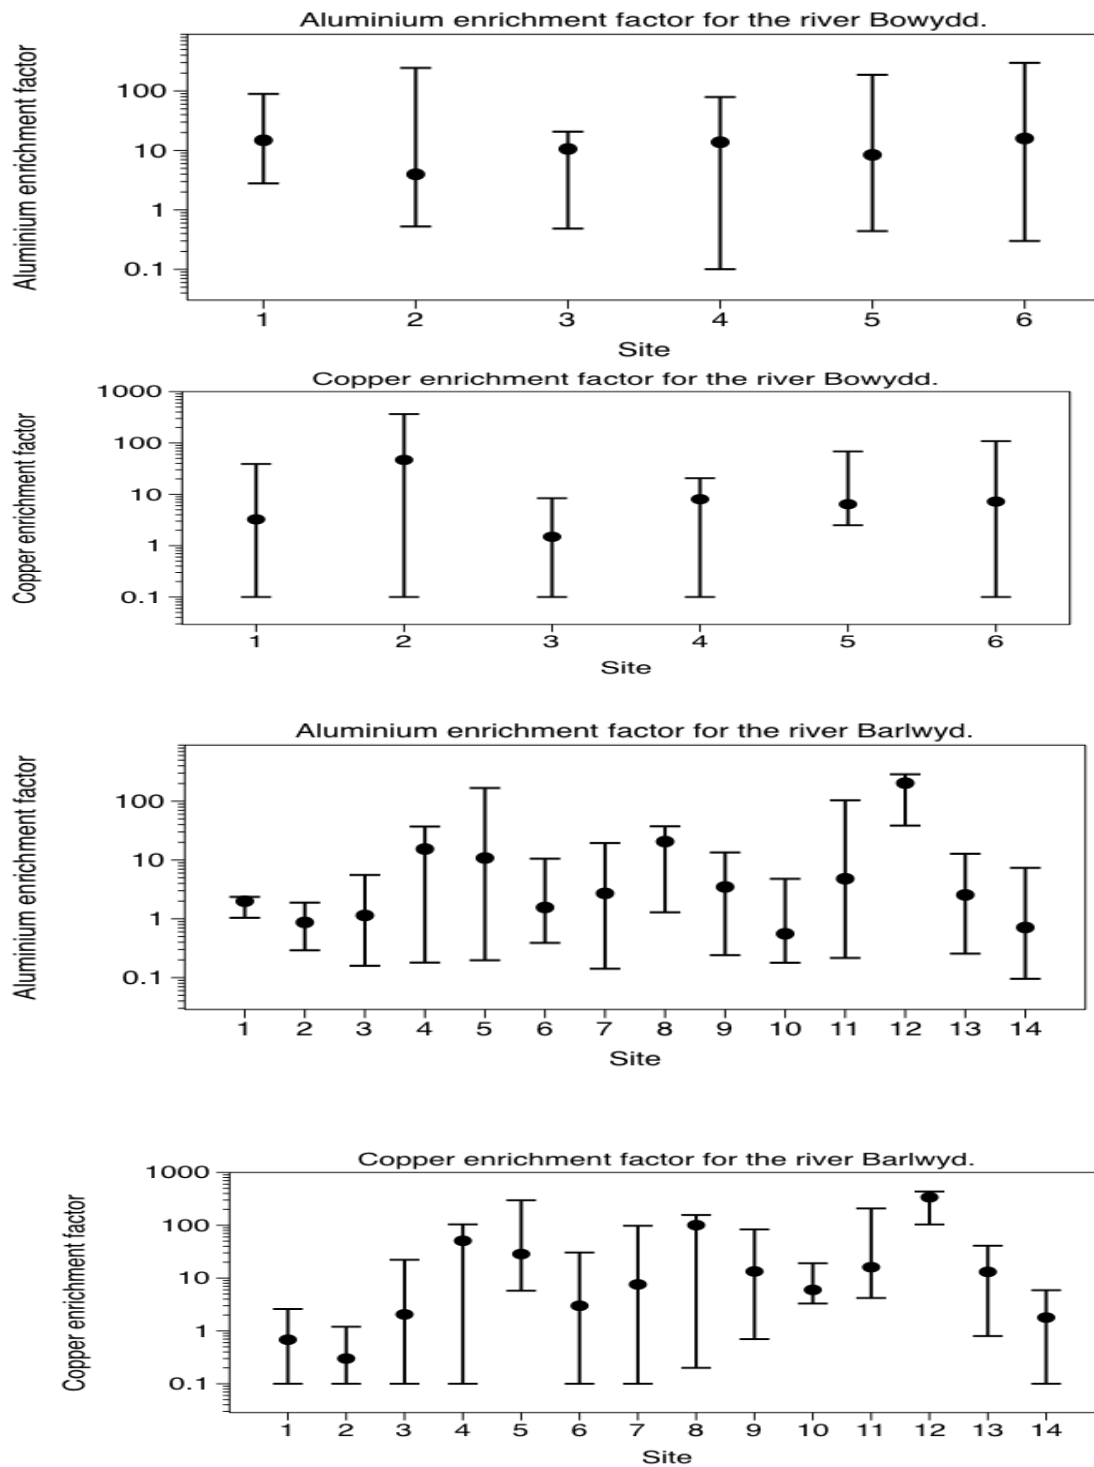 Aluminium enrichment factor for the river Bowydd.
Aluminium enrichment factor
100
10
1
0.1
1 2 3 4 5 6
Site
Copper enrichment factor for the river Bowydd.
Copper enrichment factor
1000
100
10
1
0.1
1 2 3 4 5 6
Site
Aluminium enrichment factor for the river Barlwyd.
Aluminium enrichment factor
100
10
1
0.1
1 2 3 4 5 6 7 8 9 10 11 12 13 14
Site
Copper enrichment factor for the river Barlwyd.
Copper enrichment factor
1000
100
10
1
0.1
1 2 3 4 5 6 7 8 9 10 11 12 13 14
Site